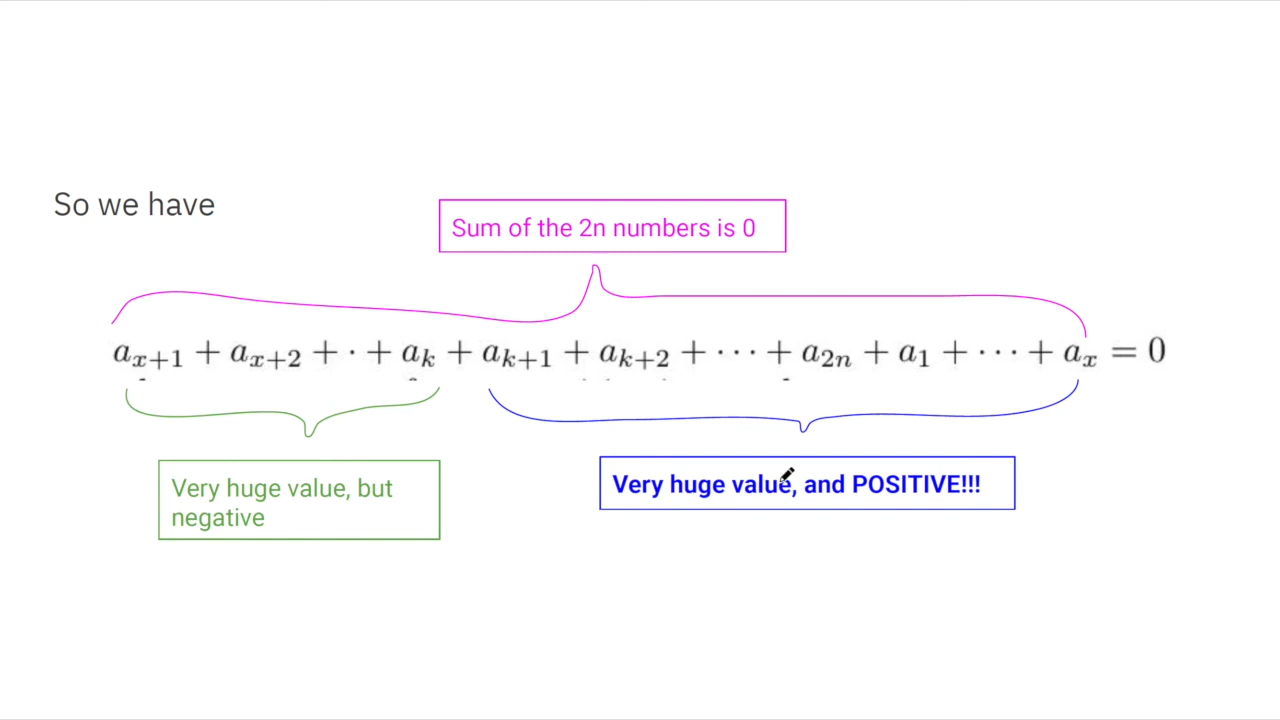 So we have
Sum of the 2n numbers is 0
a_{x+1} + a_{x+2} + · + a_k + a_{k+1} + a_{k+2} + ··· + a_{2n} + a_1 + ··· + a_x = 0
Very huge value, but
negative
Very huge value, and POSITIVE!!!